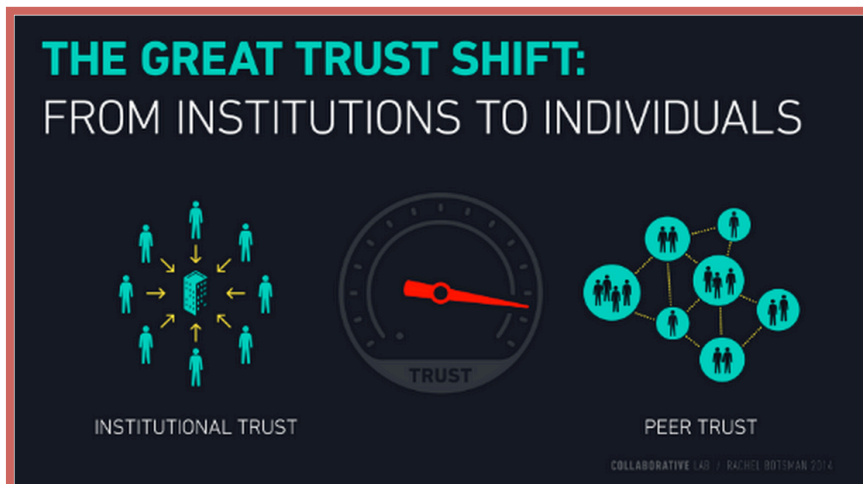 THE GREAT TRUST SHIFT:
FROM INSTITUTIONS TO INDIVIDUALS
TRUST
INSTITUTIONAL TRUST
PEER TRUST
COLLABORATIVE LAB / RACHEL BOTSMAN 2014